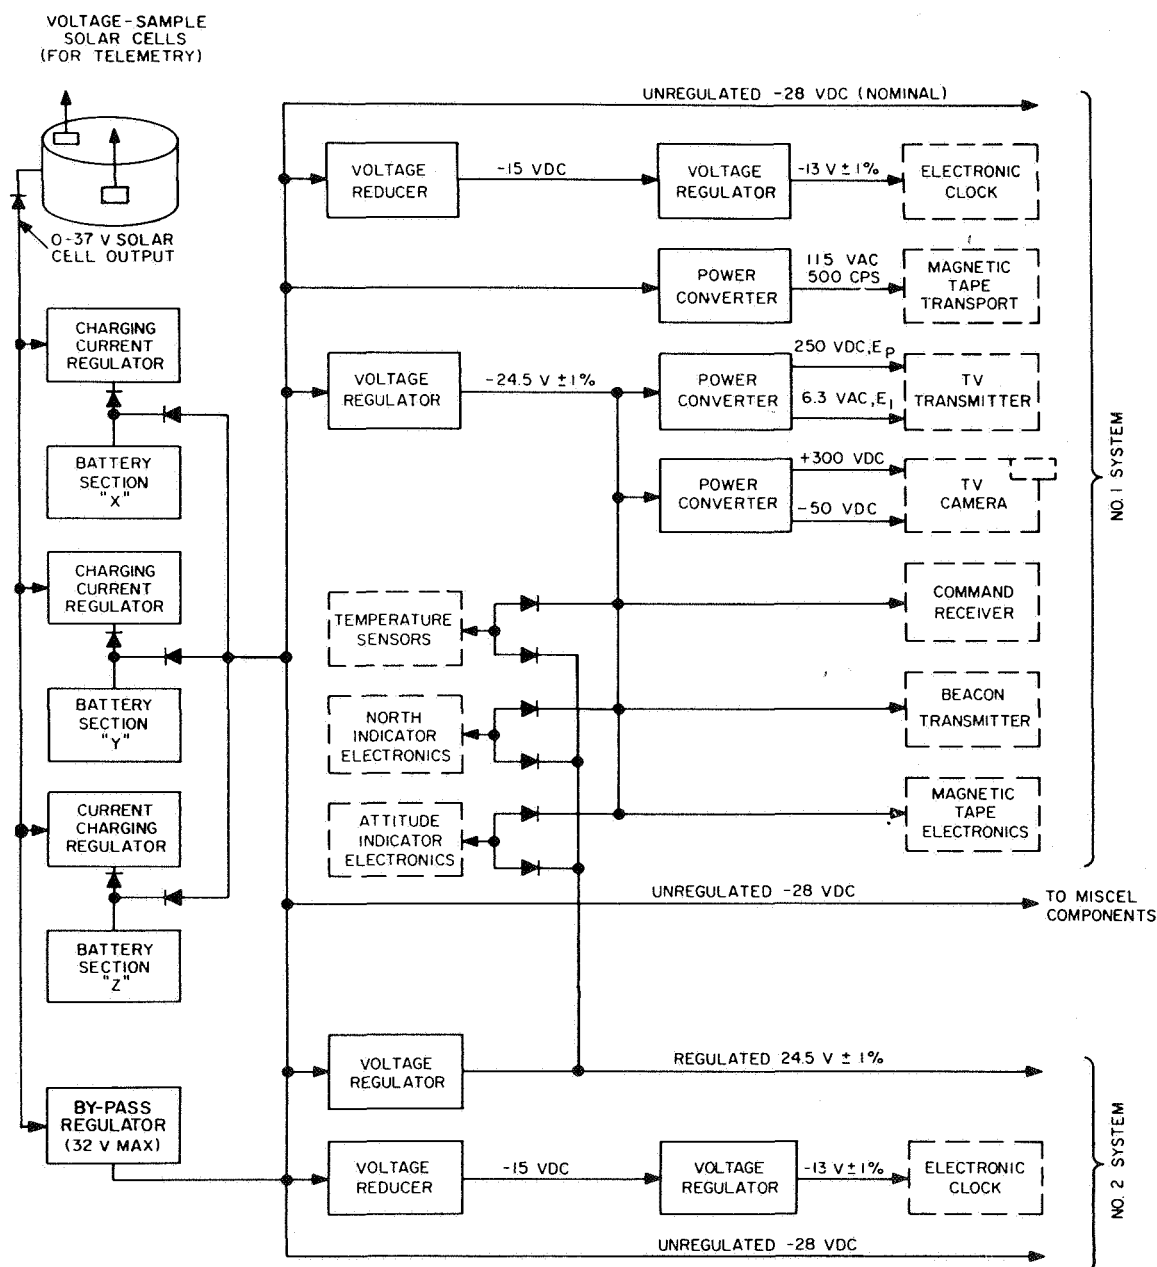 VOLTAGE-SAMPLE
SOLAR CELLS
(FOR TELEMETRY)
UNREGULATED -28 VDC (NOMINAL)
VOLTAGE
REDUCER
-15 VDC
VOLTAGE
REGULATOR
-13 V ± 1%
ELECTRONIC
CLOCK
0-37 V SOLAR
CELL OUTPUT
POWER
CONVERTER
115 VAC
500 CPS
MAGNETIC
TAPE
TRANSPORT
CHARGING
CURRENT
REGULATOR
VOLTAGE
REGULATOR
-24.5 V ± 1%
POWER
CONVERTER
250 VDC, EP
6.3 VAC, E1
TV
TRANSMITTER
BATTERY
SECTION
"X"
POWER
CONVERTER
+300 VDC
-50 VDC
TV
CAMERA
NO. 1 SYSTEM
CHARGING
CURRENT
REGULATOR
TEMPERATURE
SENSORS
COMMAND
RECEIVER
BATTERY
SECTION
"Y"
NORTH
INDICATOR
ELECTRONICS
BEACON
TRANSMITTER
CURRENT
CHARGING
REGULATOR
ATTITUDE
INDICATOR
ELECTRONICS
MAGNETIC
TAPE
ELECTRONICS
UNREGULATED -28 VDC
TO MISCEL
COMPONENTS
BATTERY
SECTION
"Z"
VOLTAGE
REGULATOR
REGULATED 24.5 V ± 1%
BY-PASS
REGULATOR
(32 V MAX)
VOLTAGE
REDUCER
-15 VDC
VOLTAGE
REGULATOR
-13 V ± 1%
ELECTRONIC
CLOCK
NO. 2 SYSTEM
UNREGULATED -28 VDC